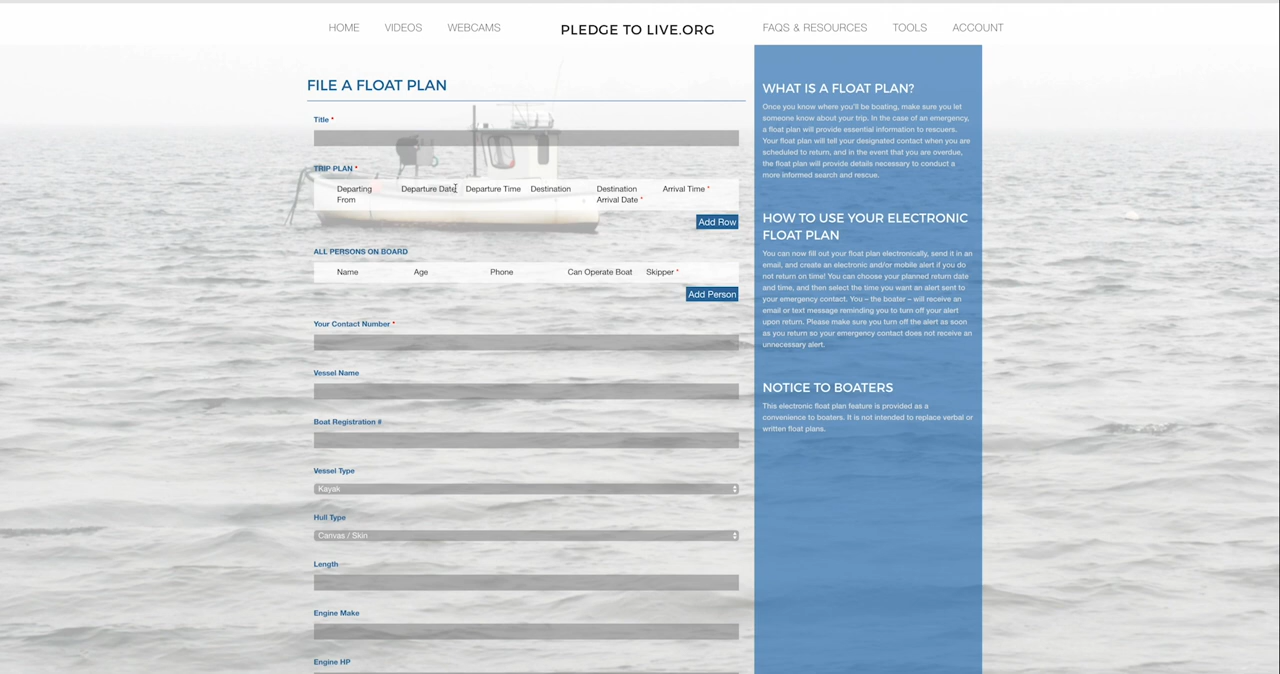 HOME VIDEOS WEBCAMS PLEDGE TO LIVE.ORG FAQS & RESOURCES TOOLS ACCOUNT
FILE A FLOAT PLAN
Title *
TRIP PLAN *
Departing From
Departure Date
Departure Time
Destination
Destination Arrival Date *
Arrival Time *
Add Row
ALL PERSONS ON BOARD
Name Age Phone Can Operate Boat Skipper *
Add Person
Your Contact Number *
Vessel Name
Boat Registration #
Vessel Type
Kayak
Hull Type
Canvas / Skin
Length
Engine Make
Engine HP
WHAT IS A FLOAT PLAN?
Once you know where you'll be boating, make sure you let
someone know about your trip. In the case of an emergency,
a float plan will provide essential information to rescuers.
Your float plan will tell your designated contact when you are
scheduled to return, and in the event that you are overdue,
the float plan will provide details necessary to conduct a
more informed search and rescue.
HOW TO USE YOUR ELECTRONIC
FLOAT PLAN
You can now fill out your float plan electronically, send it in an
email, and create an electronic and/or mobile alert if you do
not return on time! You can choose your planned return date
and time, and then select the time you want an alert sent to
your emergency contact. You – the boater – will receive an
email or text message reminding you to turn off your alert
upon return. Please make sure you turn off the alert as soon
as you return so your emergency contact does not receive an
unnecessary alert.
NOTICE TO BOATERS
This electronic float plan feature is provided as a
convenience to boaters. It is not intended to replace verbal or
written float plans.